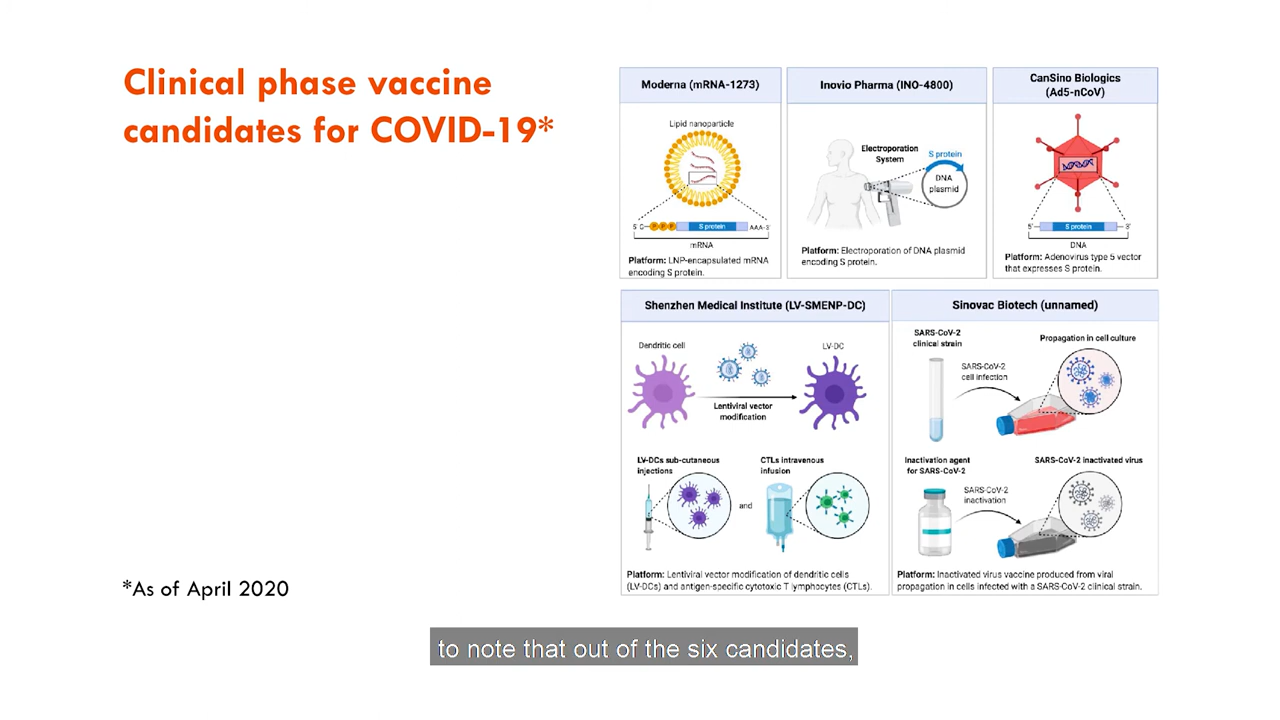 Clinical phase vaccine
candidates for COVID-19*
Moderna (mRNA-1273)
Lipid nanoparticle
5' G
P P P
S protein
AAA-3'
mRNA
Platform: LNP-encapsulated mRNA
encoding S protein.
Inovio Pharma (INO-4800)
Electroporation
System
S protein
DNA
plasmid
Platform: Electroporation of DNA plasmid
encoding S protein.
CanSino Biologics
(Ad5-nCoV)
5'
S protein
3'
DNA
Platform: Adenovirus type 5 vector
that expresses S protein.
Shenzhen Medical Institute (LV-SMENP-DC)
Dendritic cell
LV-DC
Lentiviral vector
modification
LV-DCs sub-cutaneous
injections
and
CTLs intravenous
infusion
Platform: Lentiviral vector modification of dendritic cells
(LV-DCs) and antigen-specific cytotoxic T lymphocytes (CTLs).
Sinovac Biotech (unnamed)
SARS-CoV-2
clinical strain
SARS-CoV-2
cell infection
Propagation in cell culture
Inactivation agent
for SARS-CoV-2
SARS-CoV-2
inactivation
SARS-CoV-2 inactivated virus
Platform: Inactivated virus vaccine produced from viral
propagation in cells infected with a SARS-CoV-2 clinical strain.
*As of April 2020
to note that out of the six candidates,